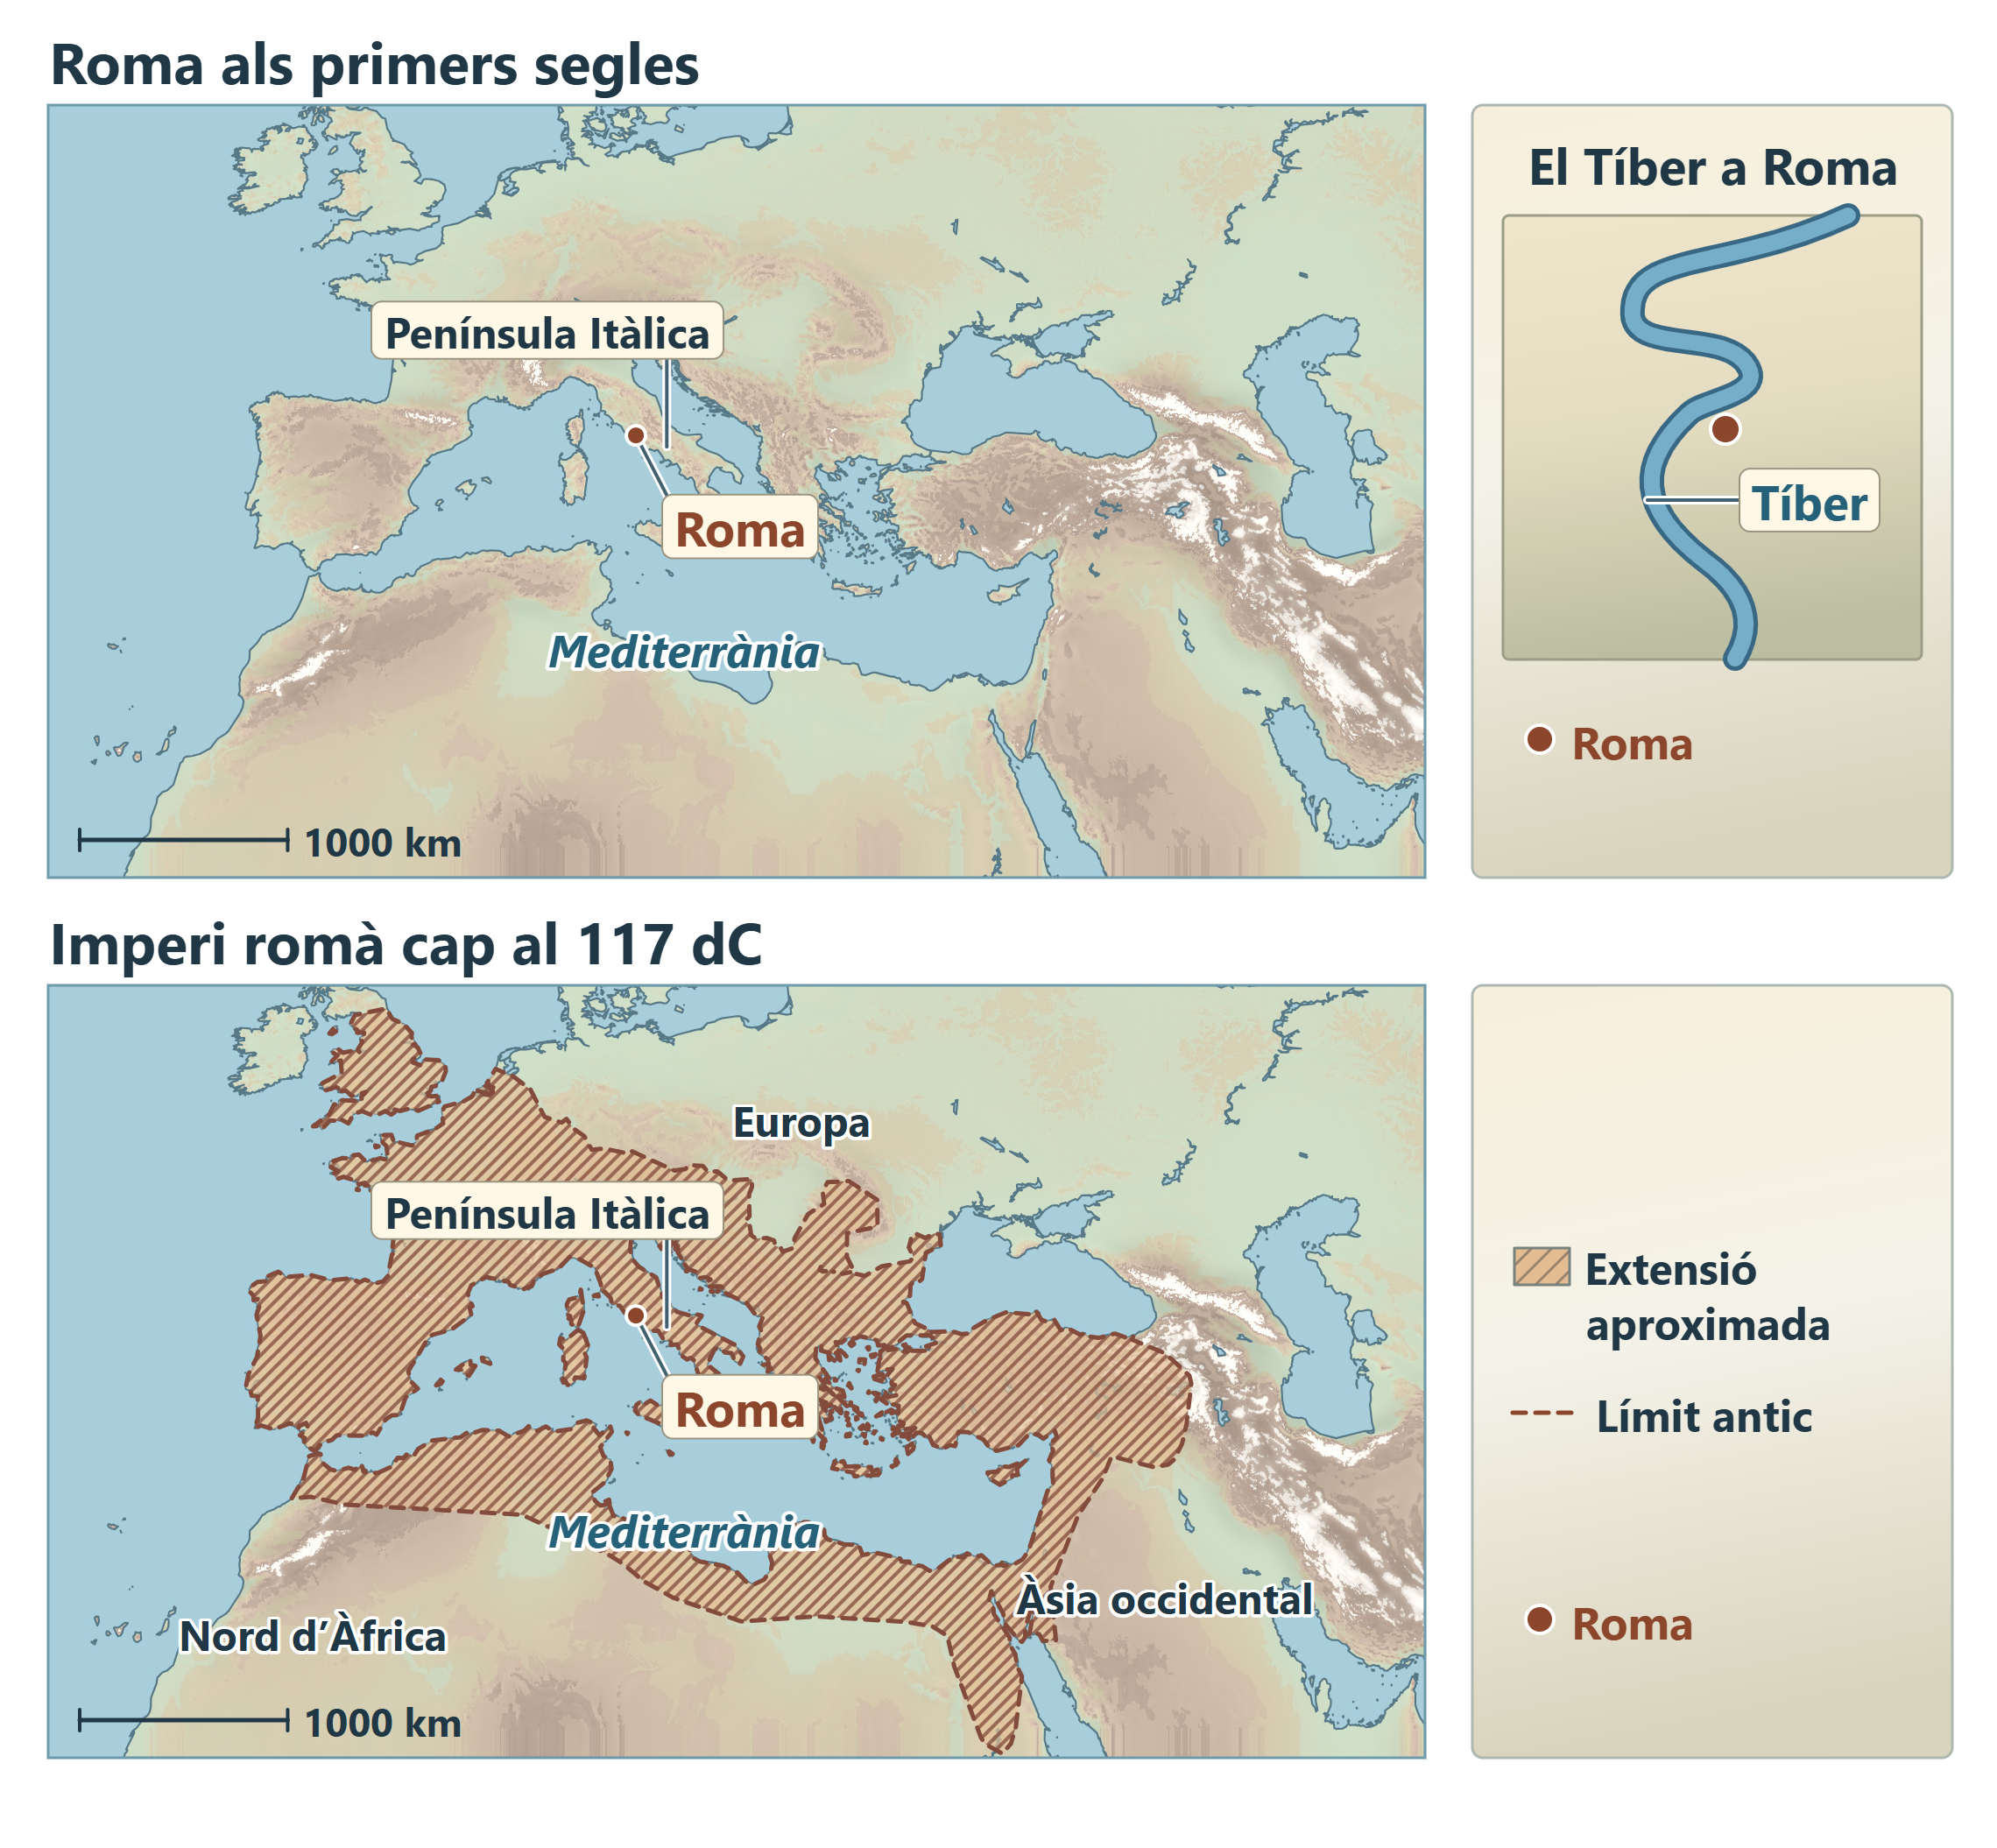 Roma als primers segles
Península Itàlica
Roma
Mediterrània
1000 km
El Tíber a Roma
Tíber
Roma
Imperi romà cap al 117 dC
Europa
Península Itàlica
Roma
Mediterrània
Àsia occidental
Nord d’Àfrica
1000 km
Extensió
aproximada
Límit antic
Roma